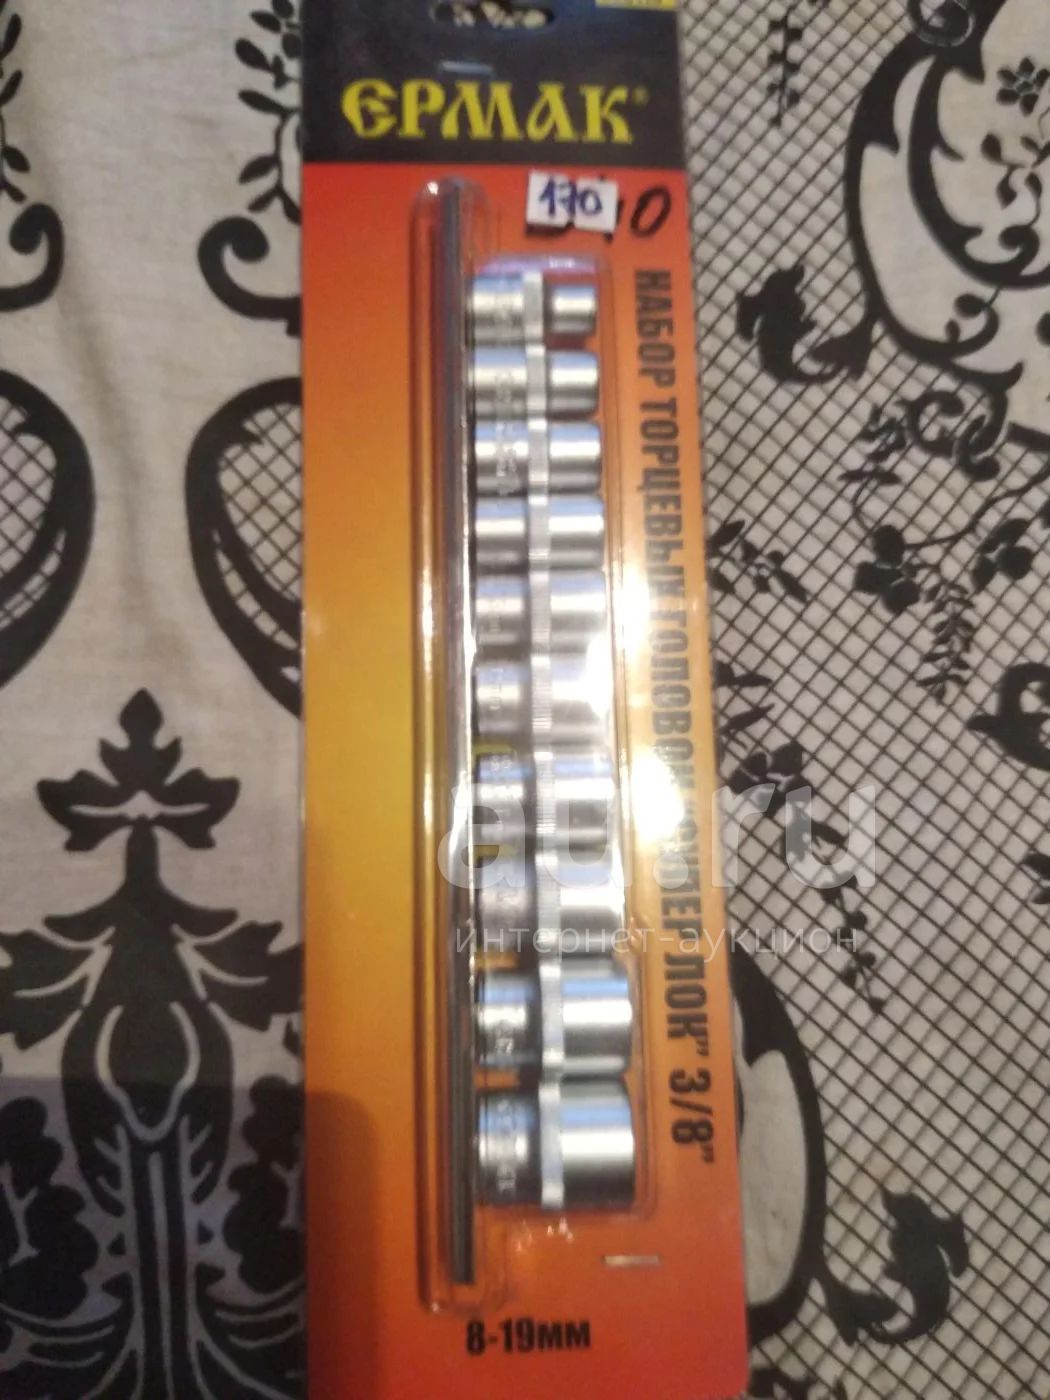 ЕРМАК®
170
НАБОР ТОРЦЕВЫХ ГОЛОВОК "СУПЕР ЛОК" 3/8"
au.ru
интернет-аукцион
8-19мм